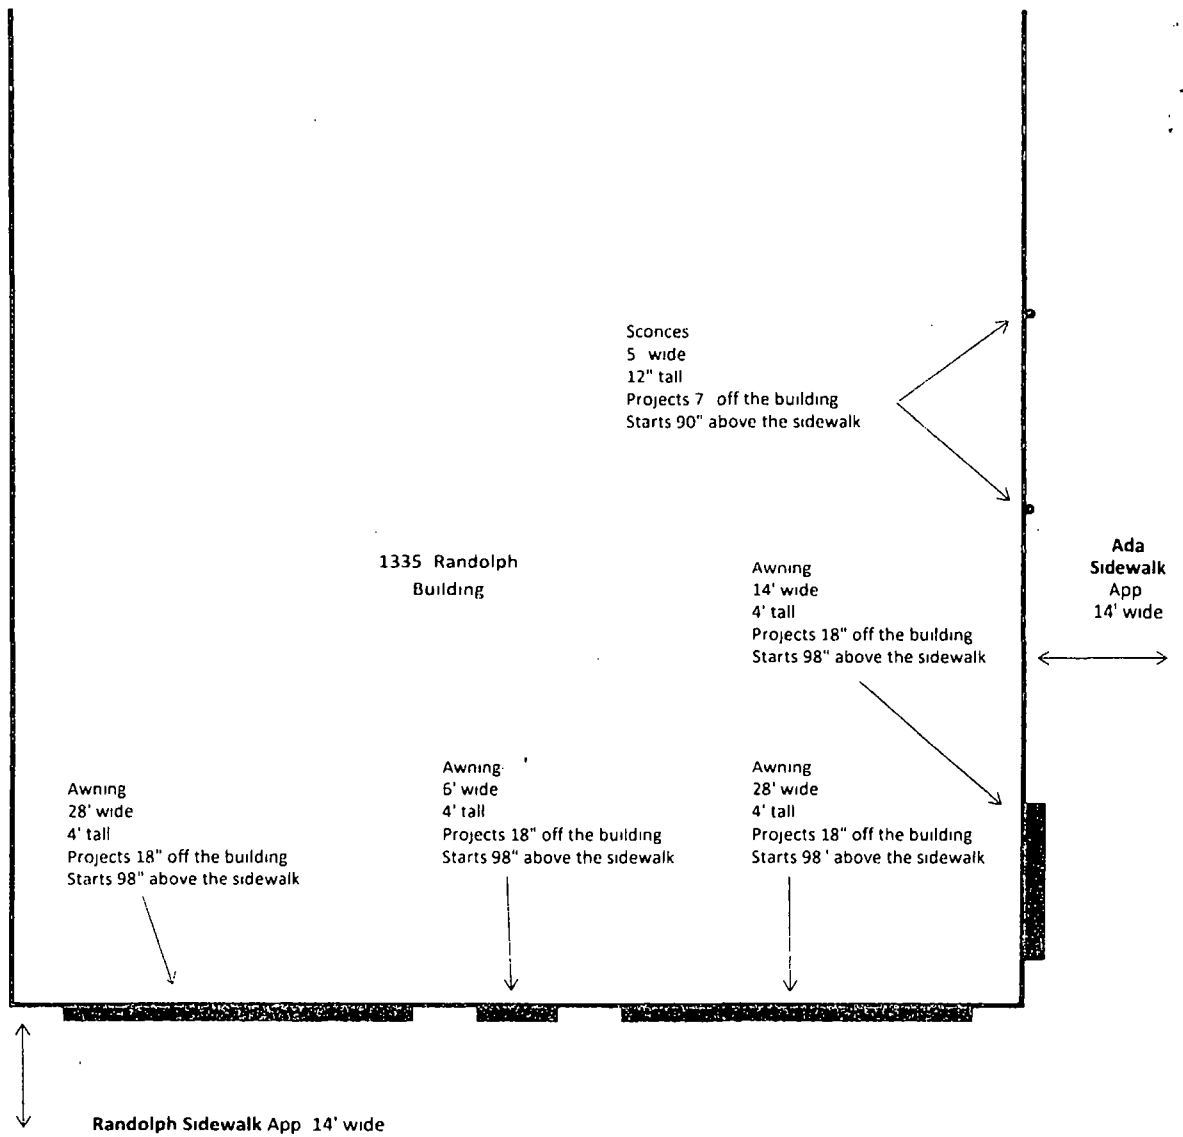 Sconces
5 wide
12" tall
Projects 7 off the building
Starts 90" above the sidewalk
1335 Randolph
Building
Ada
Sidewalk
App
14' wide
Awning
14' wide
4' tall
Projects 18" off the building
Starts 98" above the sidewalk
Awning
28' wide
4' tall
Projects 18" off the building
Starts 98" above the sidewalk
Awning
6' wide
4' tall
Projects 18" off the building
Starts 98" above the sidewalk
Awning
28' wide
4' tall
Projects 18" off the building
Starts 98' above the sidewalk
Randolph Sidewalk App 14' wide